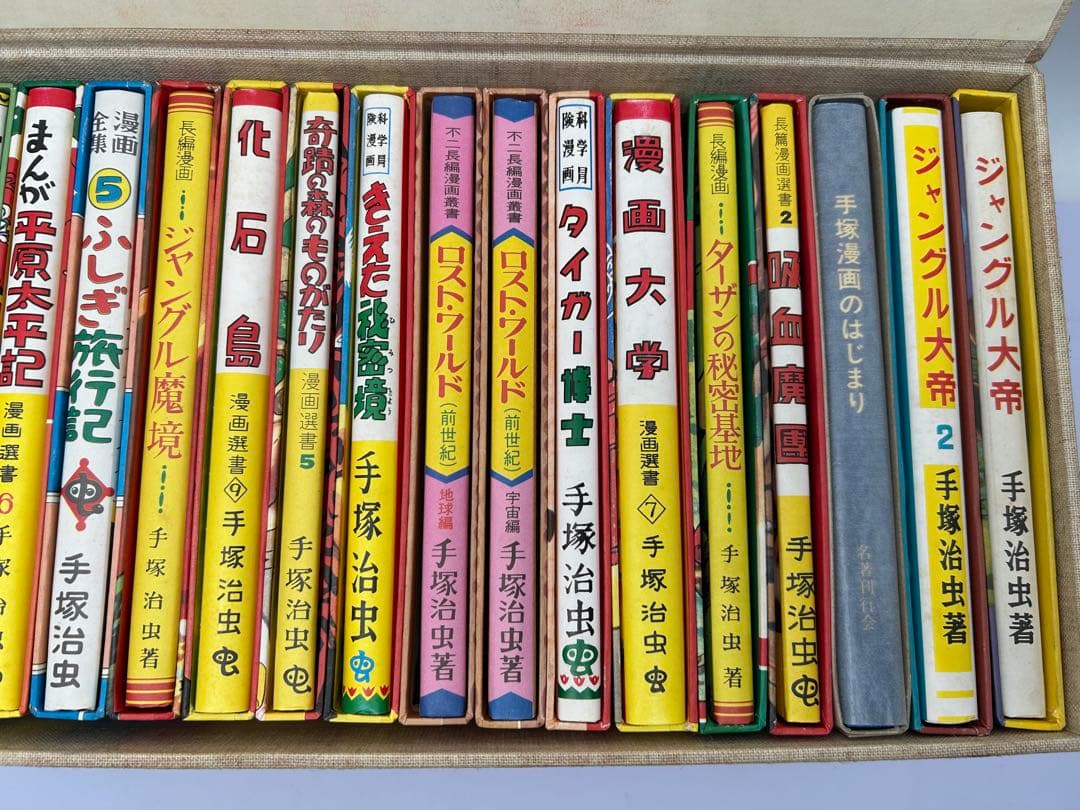 まんが平原太平記
漫画選書
6
漫画全集
5
ふしぎ旅行記
手塚治虫
長編漫画
ジャングル魔境
手塚治虫著
化石島
漫画選書
9
手塚治虫
奇蹟の森のものがたり
漫画選書5
手塚治虫
科学冒険漫画
きえた秘密境
手塚治虫
不二長編漫画叢書
ロスト・ワールド
(前世紀)
地球編
手塚治虫著
不二長編漫画叢書
ロスト・ワールド
(前世紀)
宇宙編
手塚治虫著
科学冒険漫画
タイガー博士
手塚治虫
漫画大学
漫画選書
7
手塚治虫
長編漫画
ターザンの秘密基地
手塚治虫著
長篇漫画選書2
吸血魔團
手塚治虫
手塚漫画のはじまり
名著刊行会
ジャングル大帝
2
手塚治虫著
ジャングル大帝
手塚治虫著